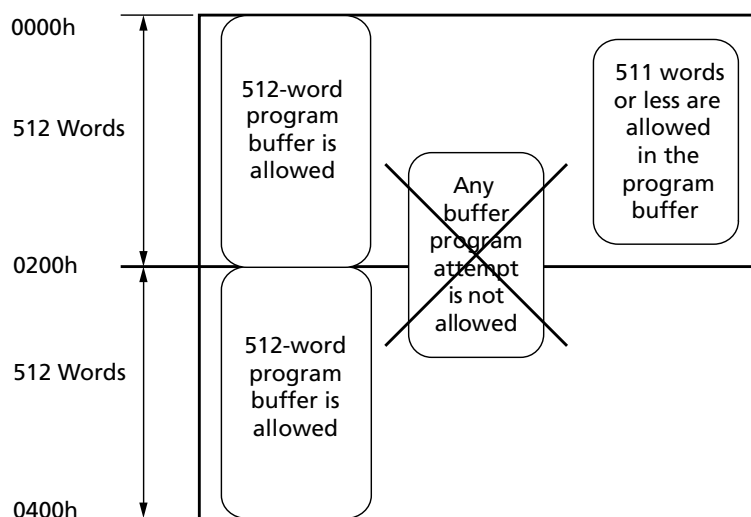 0000h
512 Words
0200h
512 Words
0400h
512-word
program
buffer is
allowed
512-word
program
buffer is
allowed
Any
buffer
program
attempt
is not
allowed
511 words
or less are
allowed
in the
program
buffer